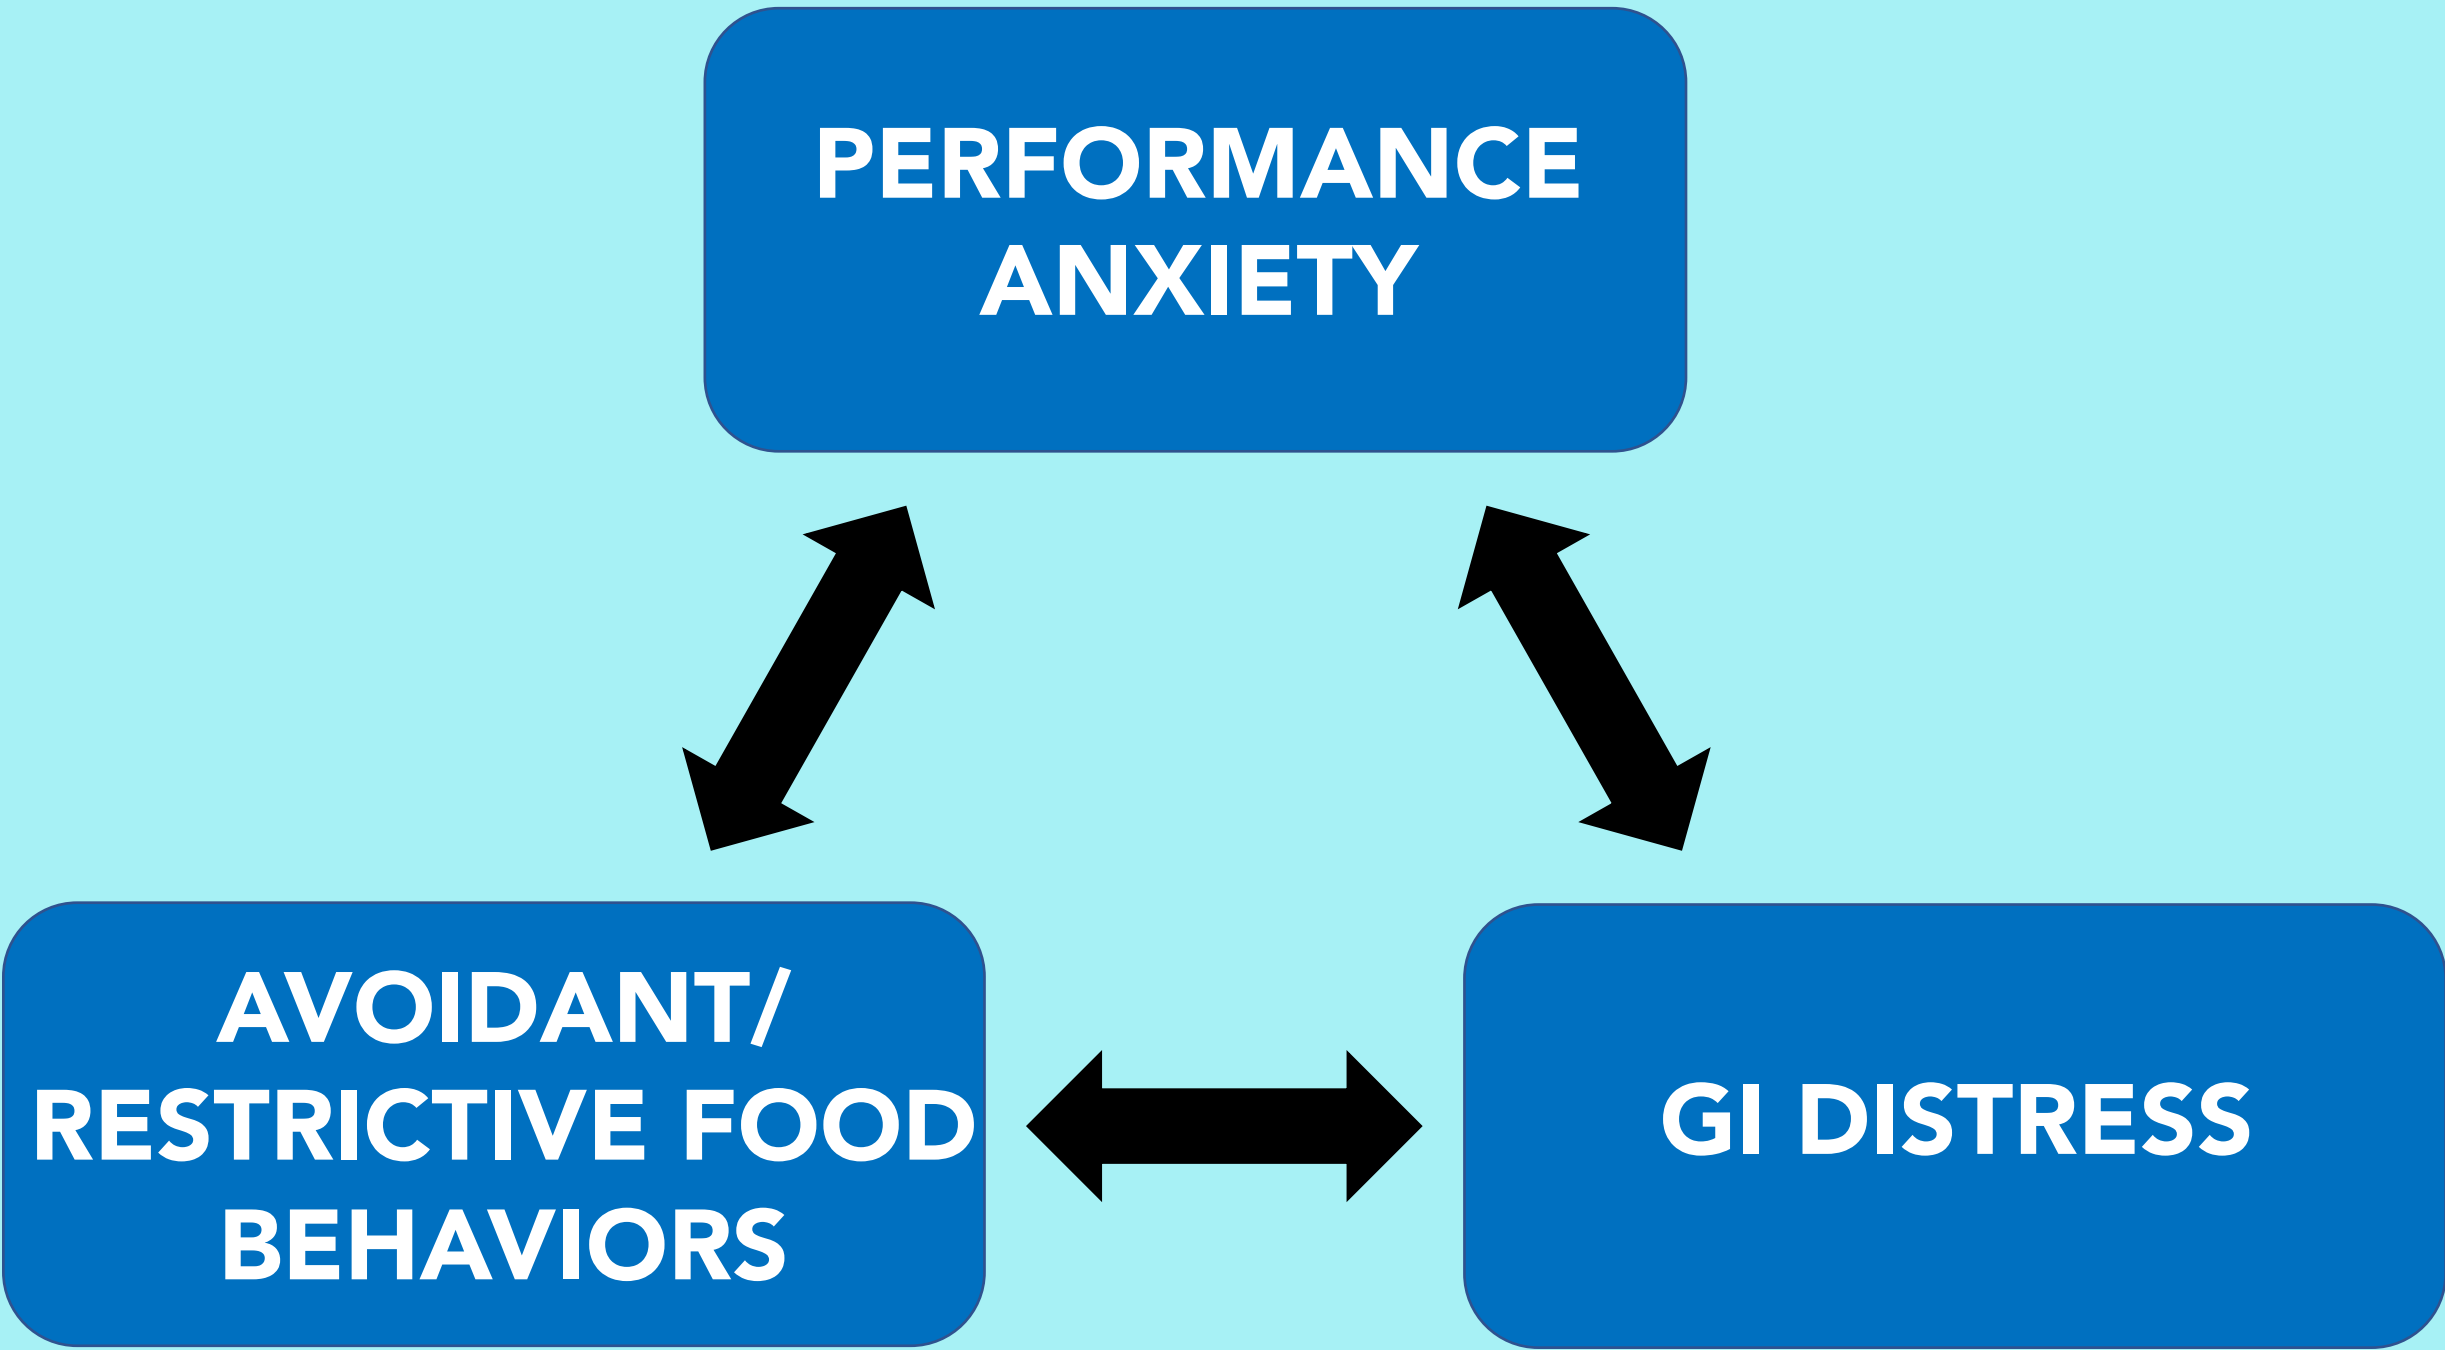 PERFORMANCE
ANXIETY
AVOIDANT/
RESTRICTIVE FOOD
BEHAVIORS
GI DISTRESS